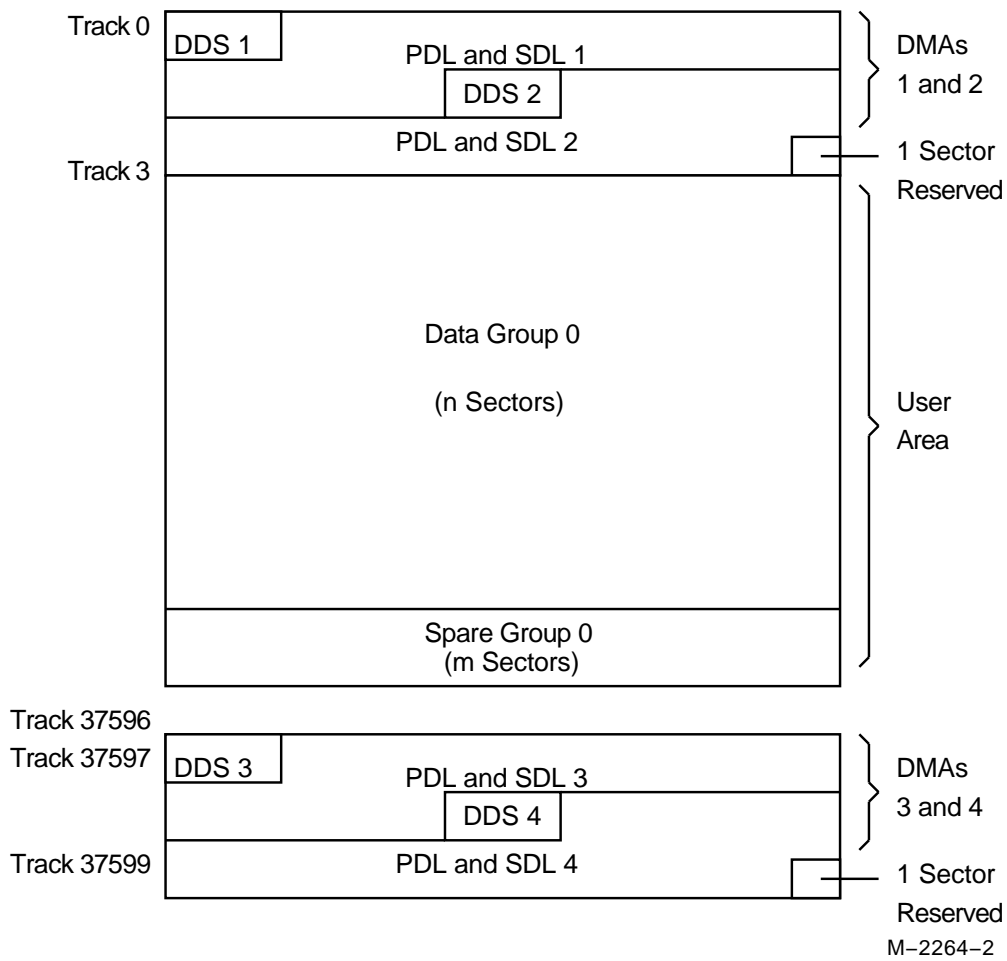 Track 0
DDS 1
PDL and SDL 1
DMAs
1 and 2
DDS 2
PDL and SDL 2
1 Sector
Reserved
Track 3
Data Group 0
(n Sectors)
User
Area
Spare Group 0
(m Sectors)
Track 37596
Track 37597
DDS 3
PDL and SDL 3
DMAs
3 and 4
DDS 4
Track 37599
PDL and SDL 4
1 Sector
Reserved
M–2264–2